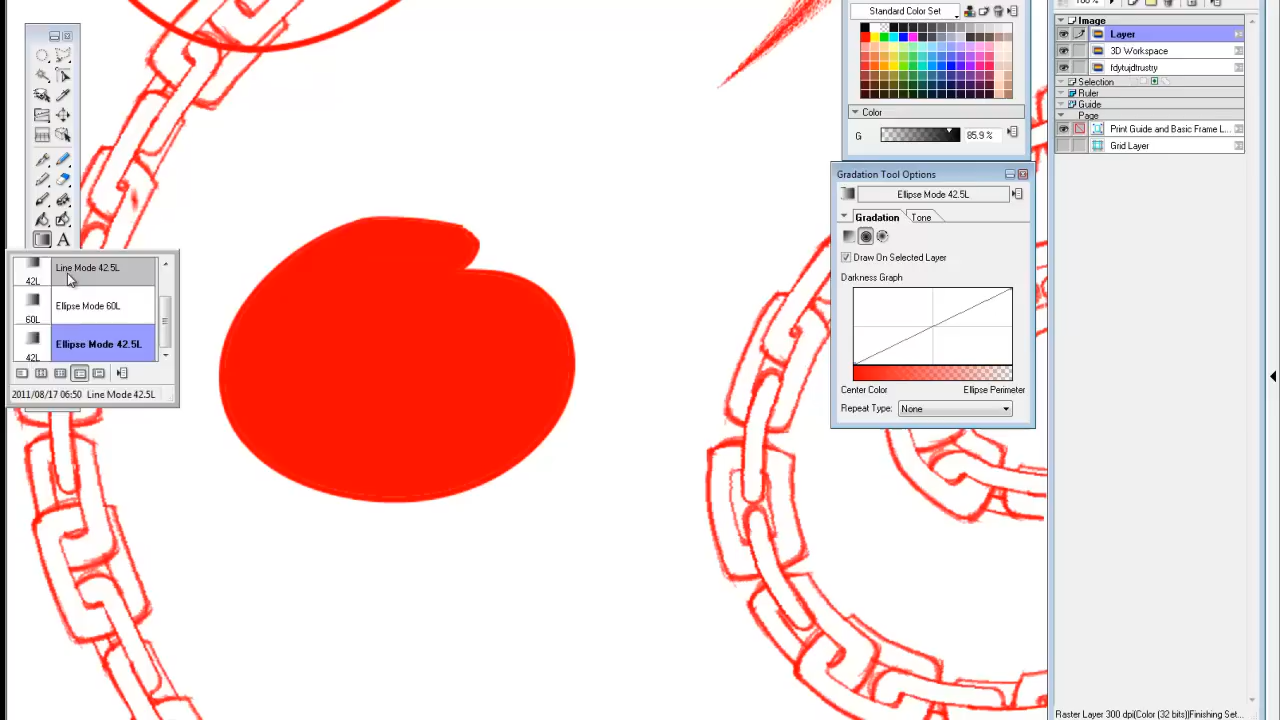 Standard Color Set
Color
G
85.9 %
Gradation Tool Options
Ellipse Mode 42.5L
Gradation
Tone
Draw On Selected Layer
Darkness Graph
Center Color
Ellipse Perimeter
Repeat Type:
None
Image
Layer
3D Workspace
fdytujdtrustry
Selection
Ruler
Guide
Page
Print Guide and Basic Frame L...
Grid Layer
A
Line Mode 42.5L
42L
Ellipse Mode 60L
60L
Ellipse Mode 42.5L
42L
2011/08/17 06:50 Line Mode 42.5L
Raster Layer 300 dpi(Color (32 bits)|Finishing Set...